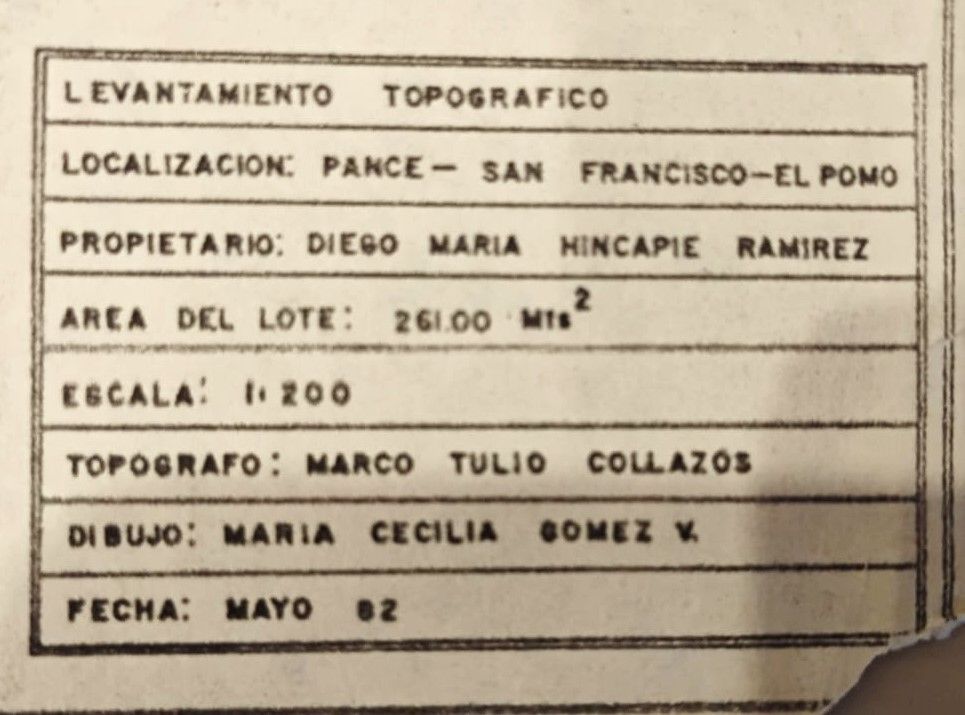 LEVANTAMIENTO TOPOGRAFICO
LOCALIZACION: PANCE- SAN FRANCISCO-EL POMO
PROPIETARIO: DIEGO MARIA HINCAPIE RAMIREZ
AREA DEL LOTE: 261.00 Mts²
ESCALA: 1:200
TOPOGRAFO: MARCO TULIO COLLAZOS
DIBUJO: MARIA CECILIA GOMEZ V.
FECHA: MAYO 82